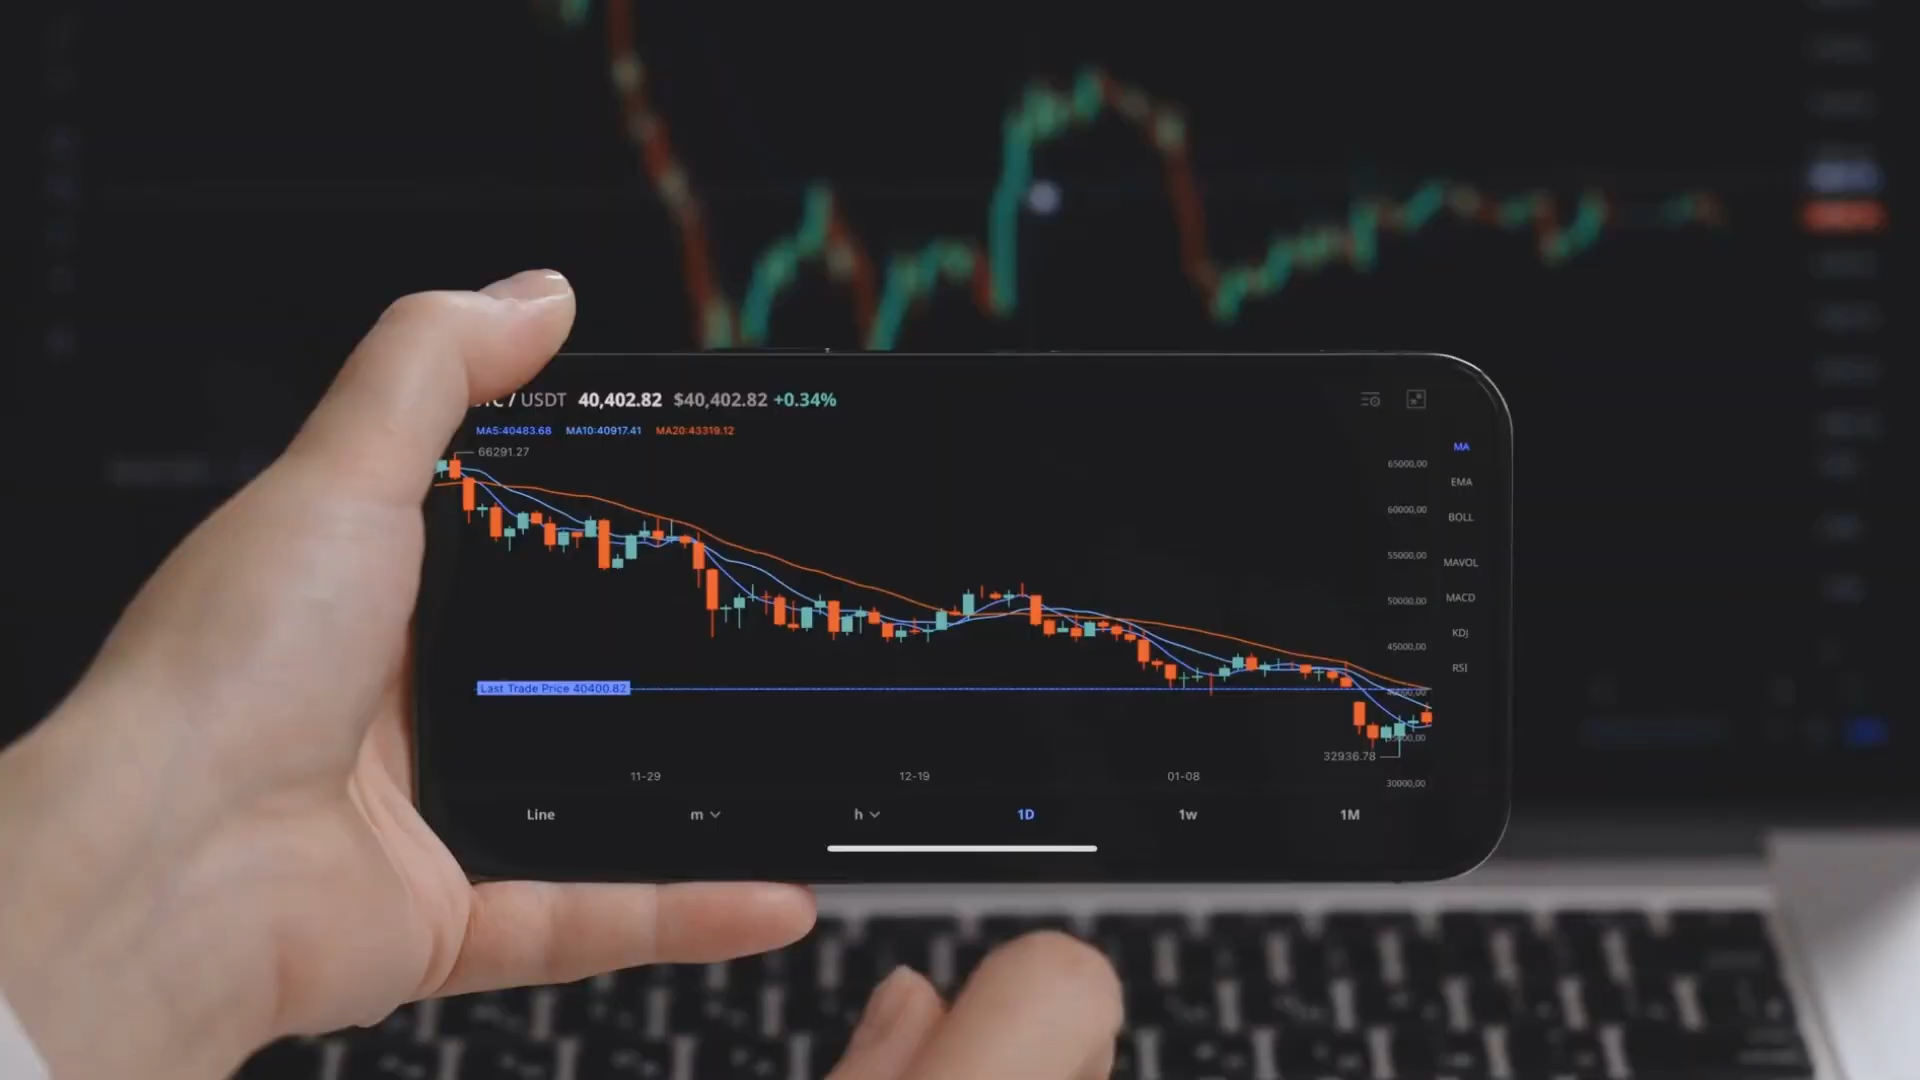 / USDT 40,402.82 $40,402.82 +0.34%
MA5:40483.68 MA10:40917.41 MA20:43319.12
66291.27
MA
65000,00
EMA
60000,00
BOLL
55000,00
MAVOL
50000,00
MACD
KDJ
45000,00
RSI
Last Trade Price 40400.82
40000,00
32936.78
30000,00
11-29 12-19 01-08
Line m h 1D 1w 1M